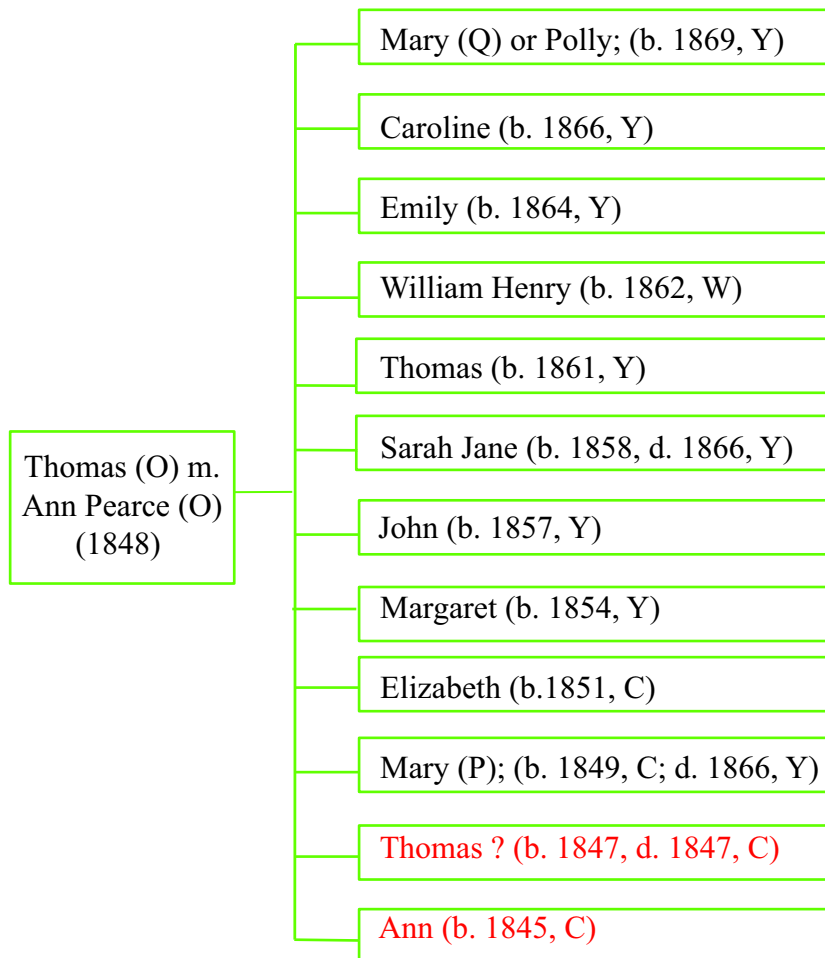 Mary (Q) or Polly; (b. 1869, Y)
Caroline (b. 1866, Y)
Emily (b. 1864, Y)
William Henry (b. 1862, W)
Thomas (b. 1861, Y)
Sarah Jane (b. 1858, d. 1866, Y)
Thomas (O) m.
Ann Pearce (O)
(1848)
John (b. 1857, Y)
Margaret (b. 1854, Y)
Elizabeth (b.1851, C)
Mary (P); (b. 1849, C; d. 1866, Y)
Thomas ? (b. 1847, d. 1847, C)
Ann (b. 1845, C)